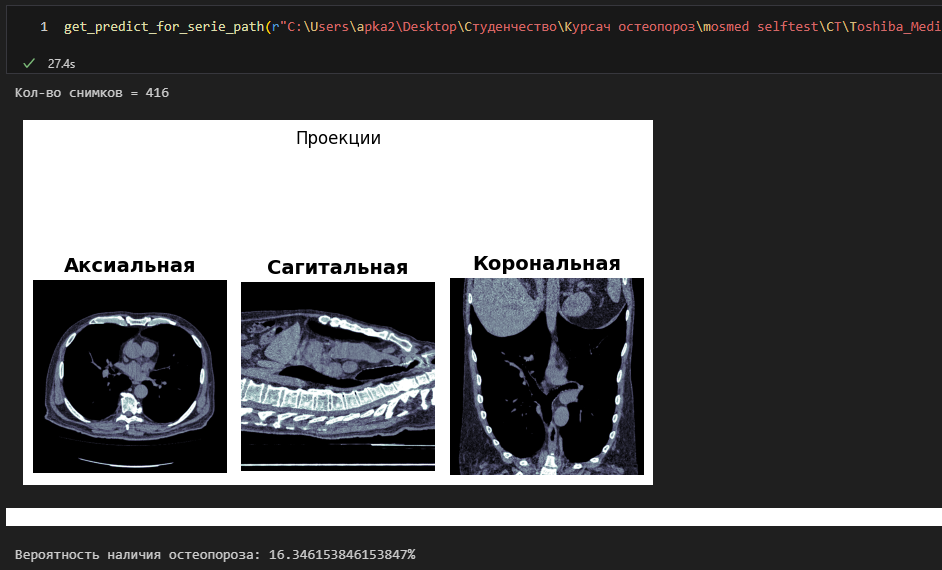 1 get_predict_for_serie_path(r"C:\Users\apka2\Desktop\Студенчество\Курсач остеопороз\mosmed selftest\CT\Toshiba_Medi
27.4s
Кол-во снимков = 416
Проекции
Аксиальная Сагитальная Корональная
Вероятность наличия остеопороза: 16.346153846153847%